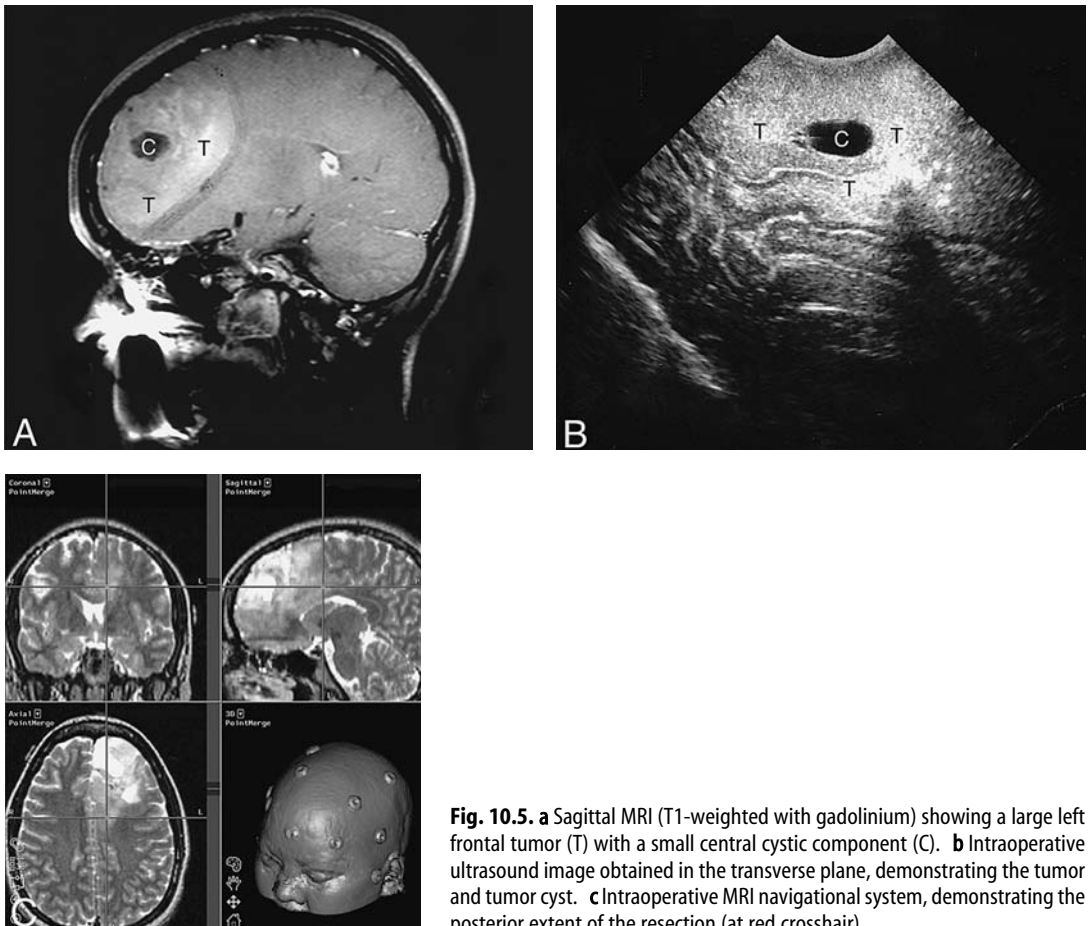 C
T
T
A
T
C
T
T
B
Coronal
PointMerge
L
Sagittal
PointMerge
Axial
PointMerge
L
3D
PointMerge
Fig. 10.5. a Sagittal MRI (T1-weighted with gadolinium) showing a large left
frontal tumor (T) with a small central cystic component (C). b Intraoperative
ultrasound image obtained in the transverse plane, demonstrating the tumor
and tumor cyst. c Intraoperative MRI navigational system, demonstrating the
posterior extent of the resection (at red crosshair)